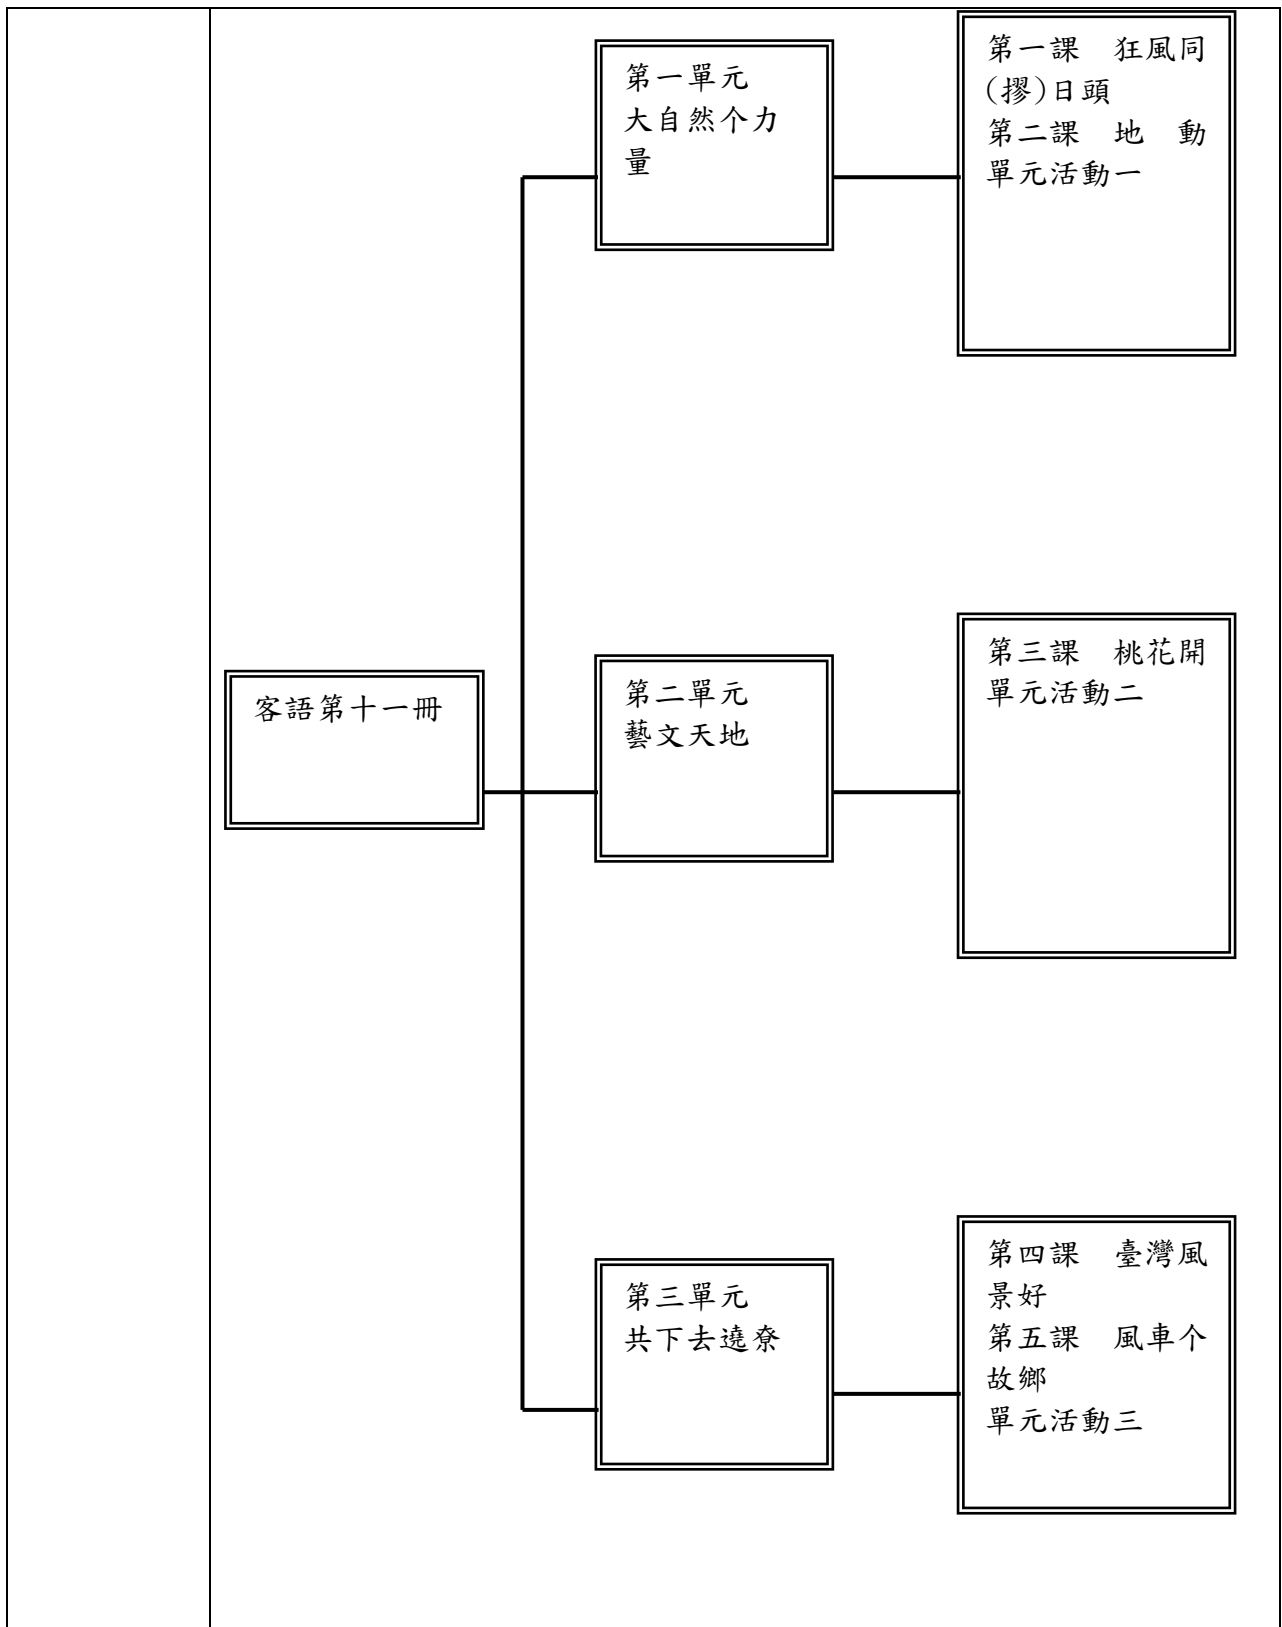 第一單元
大自然个力
量
第一課　狂風同
(摎)日頭
第二課　地　動
單元活動一
客語第十一冊
第二單元
藝文天地
第三課　桃花開
單元活動二
第三單元
共下去遶尞
第四課　臺灣風
景好
第五課　風車个
故鄉
單元活動三